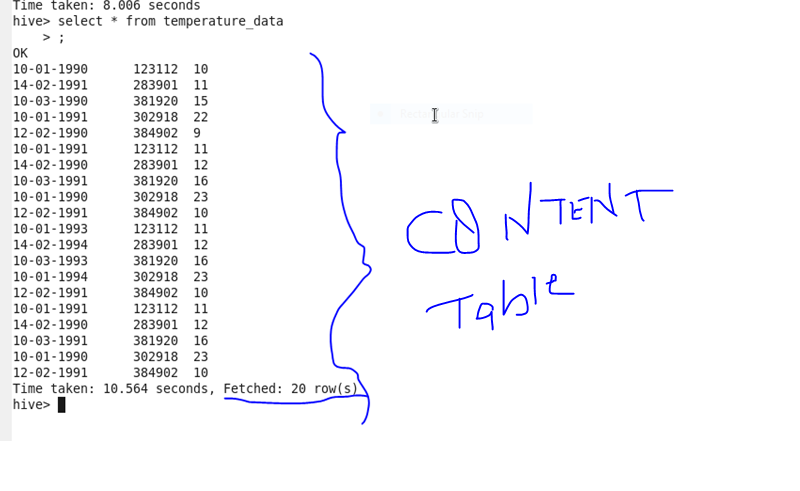 Time taken: 8.006 seconds
hive> select * from temperature_data
    > ;
OK
10-01-1990	123112	10
14-02-1991	283901	11
10-03-1990	381920	15
10-01-1991	302918	22
12-02-1990	384902	9
10-01-1991	123112	11
14-02-1990	283901	12
10-03-1991	381920	16
10-01-1990	302918	23
12-02-1991	384902	10
10-01-1993	123112	11
14-02-1994	283901	12
10-03-1993	381920	16
10-01-1994	302918	23
12-02-1991	384902	10
10-01-1991	123112	11
14-02-1990	283901	12
10-03-1991	381920	16
10-01-1990	302918	23
12-02-1991	384902	10
Time taken: 10.564 seconds, Fetched: 20 row(s)
hive>
CONTENT
Table